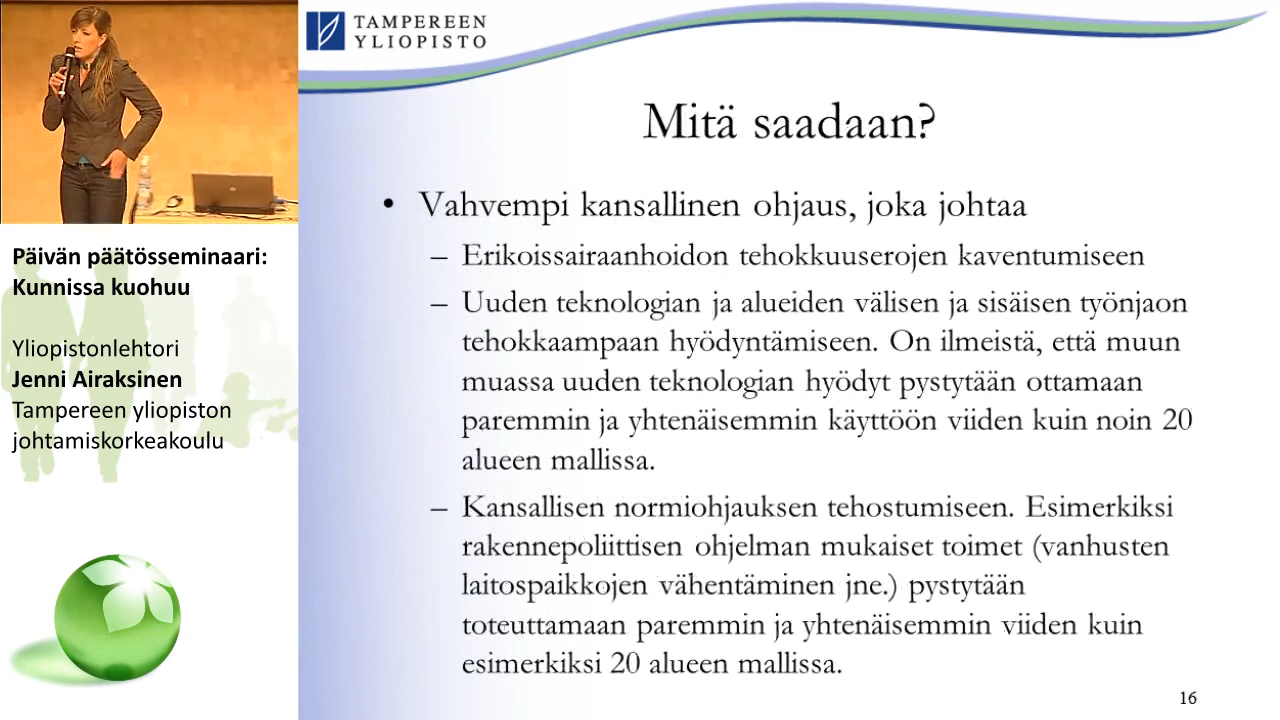 TAMPEREEN
YLIOPISTO
Mitä saadaan?
• Vahvempi kansallinen ohjaus, joka johtaa
– Erikoissairaanhoidon tehokkuuserojen kaventumiseen
– Uuden teknologian ja alueiden välisen ja sisäisen työnjaon
tehokkaampaan hyödyntämiseen. On ilmeistä, että muun
muassa uuden teknologian hyödyt pystytään ottamaan
paremmin ja yhtenäisemmin käyttöön viiden kuin noin 20
alueen mallissa.
– Kansallisen normiohjauksen tehostumiseen. Esimerkiksi
rakennepoliittisen ohjelman mukaiset toimet (vanhusten
laitospaikkojen vähentäminen jne.) pystytään
toteuttamaan paremmin ja yhtenäisemmin viiden kuin
esimerkiksi 20 alueen mallissa.
16
Päivän päätösseminaari:
Kunnissa kuohuu
Yliopistonlehtori
Jenni Airaksinen
Tampereen yliopiston
johtamiskorkeakoulu